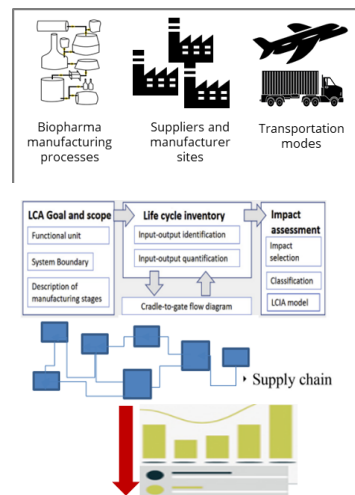 Biopharma
manufacturing
processes
Suppliers and
manufacturer
sites
Transportation
modes
LCA Goal and scope
Functional unit
System Boundary
Description of
manufacturing stages
Life cycle inventory
Input-output identification
Input-output quantification
Cradle-to-gate flow diagram
Impact
assessment
Impact
selection
Classification
LCIA model
Supply chain